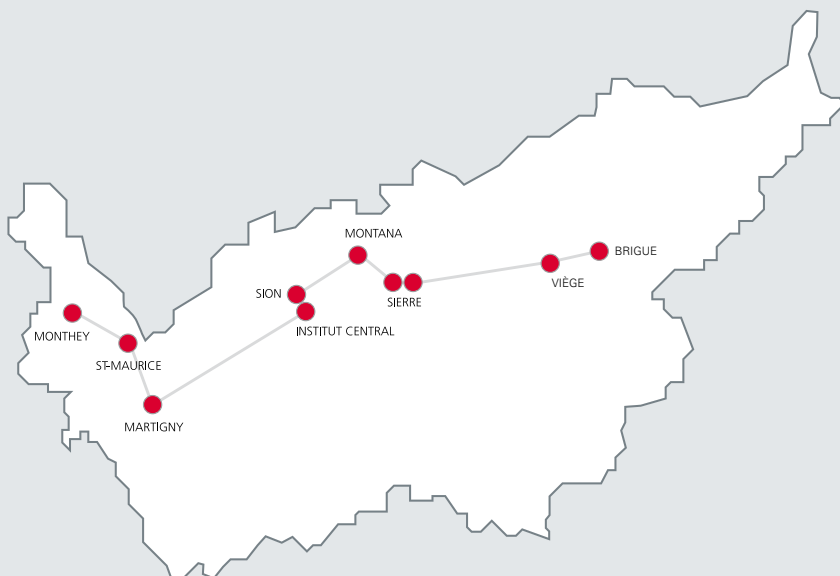 MONTANA
BRIGUE
VIÈGE
SION
SIERRE
INSTITUT CENTRAL
MONTHEY
ST-MAURICE
MARTIGNY